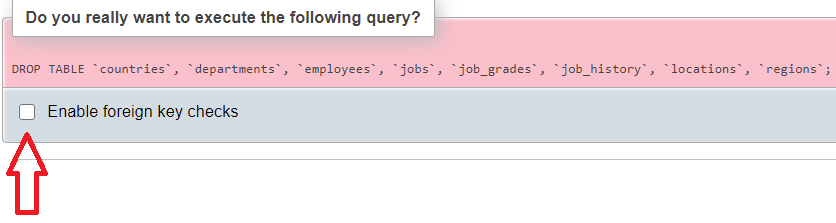 Do you really want to execute the following query?
DROP TABLE `countries`, `departments`, `employees`, `jobs`, `job_grades`, `job_history`, `locations`, `regions`;
Enable foreign key checks